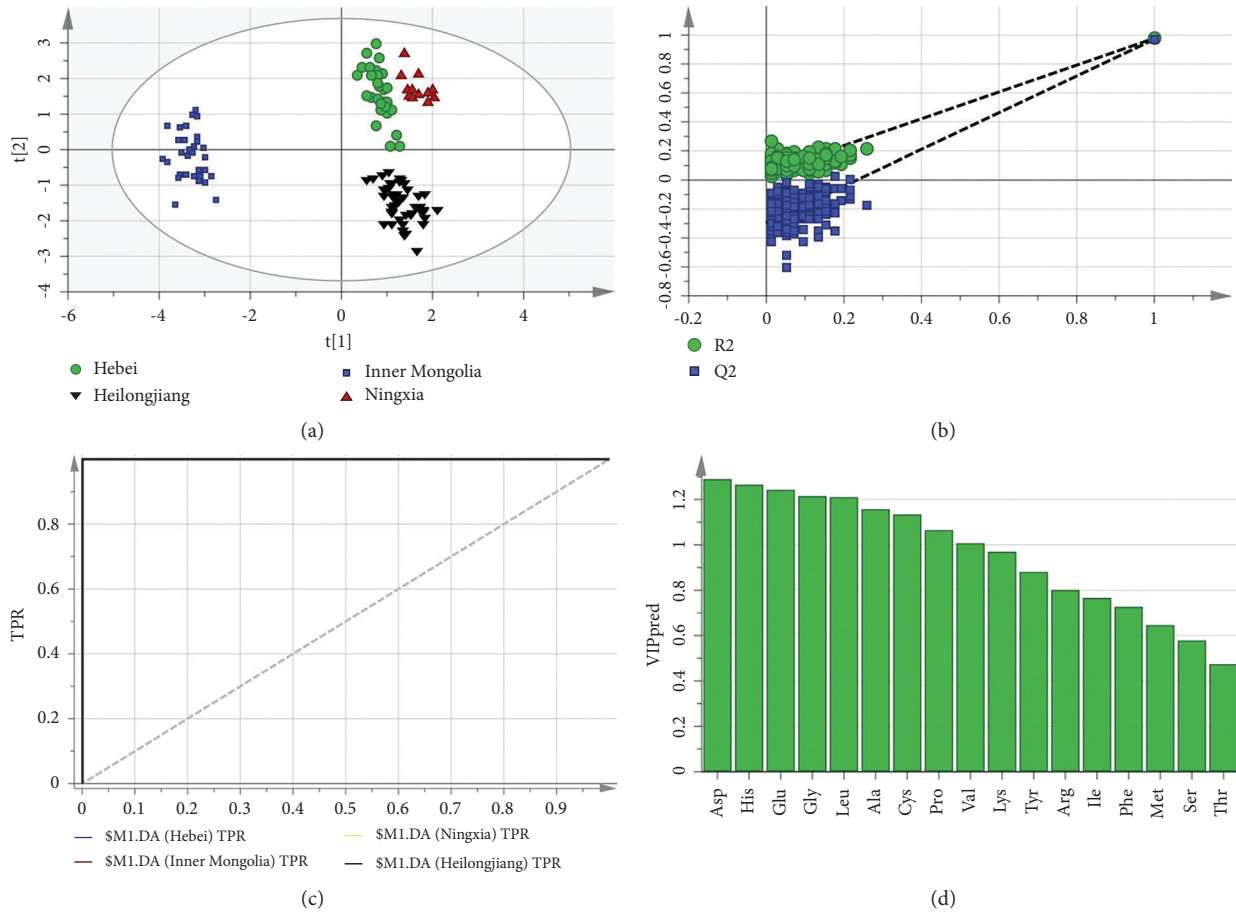 t[2]
3
2
1
0
-1
-2
-3
-4
-6 -4 -2 0 2 4
t[1]
Hebei
Inner Mongolia
Heilongjiang
Ningxia
(a)
1
0.8
0.6
0.4
0.2
0
-0.2
-0.4
-0.6
-0.8
-0.2 0 0.2 0.4 0.6 0.8 1
R2
Q2
(b)
TPR
0.8
0.6
0.4
0.2
0
0 0.1 0.2 0.3 0.4 0.5 0.6 0.7 0.8 0.9
$M1.DA (Hebei) TPR
$M1.DA (Ningxia) TPR
$M1.DA (Inner Mongolia) TPR
$M1.DA (Heilongjiang) TPR
(c)
VIPpred
1.2
1
0.8
0.6
0.4
0.2
0
Asp His Glu Gly Leu Ala Cys Pro Val Lys Tyr Arg Ile Phe Met Ser Thr
(d)